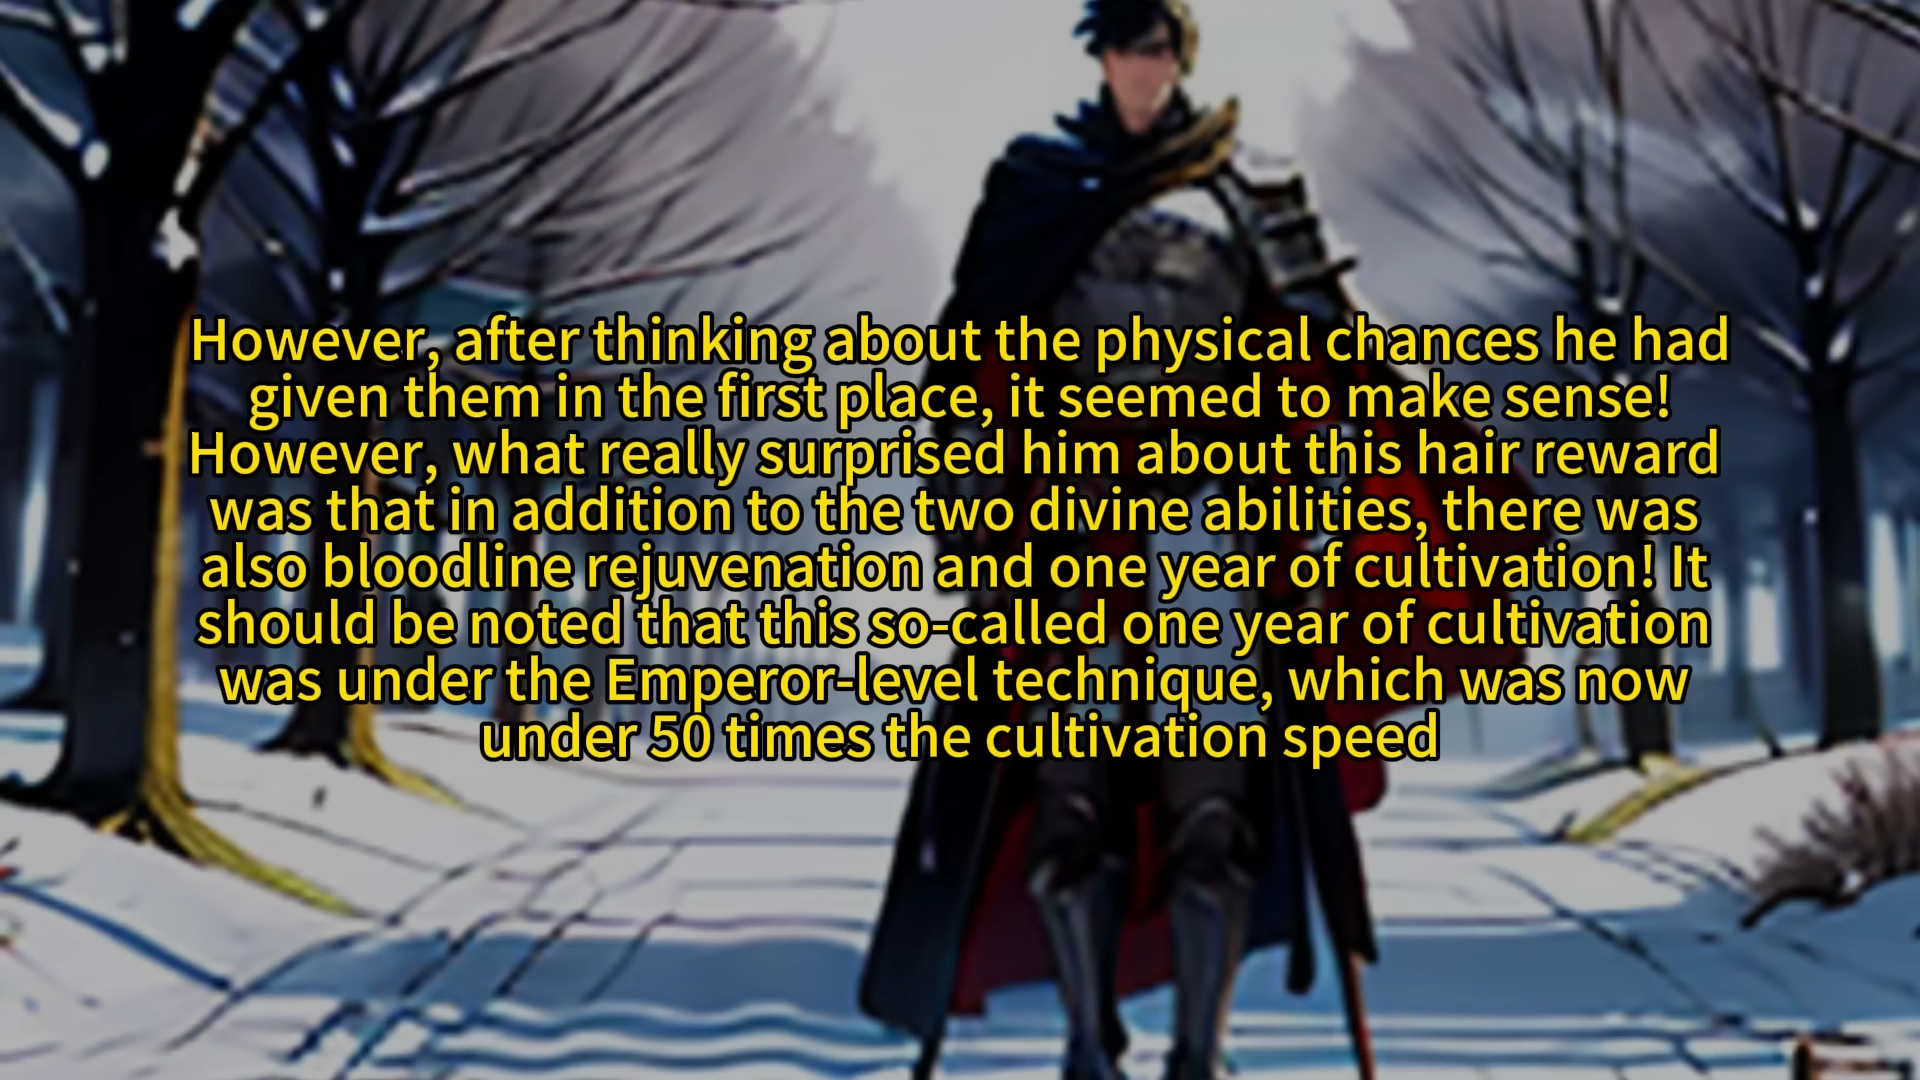 However, after thinking about the physical chances he had
given them in the first place, it seemed to make sense!
However, what really surprised him about this hair reward
was that in addition to the two divine abilities, there was
also bloodline rejuvenation and one year of cultivation! It
should be noted that this so-called one year of cultivation
was under the Emperor-level technique, which was now
under 50 times the cultivation speed